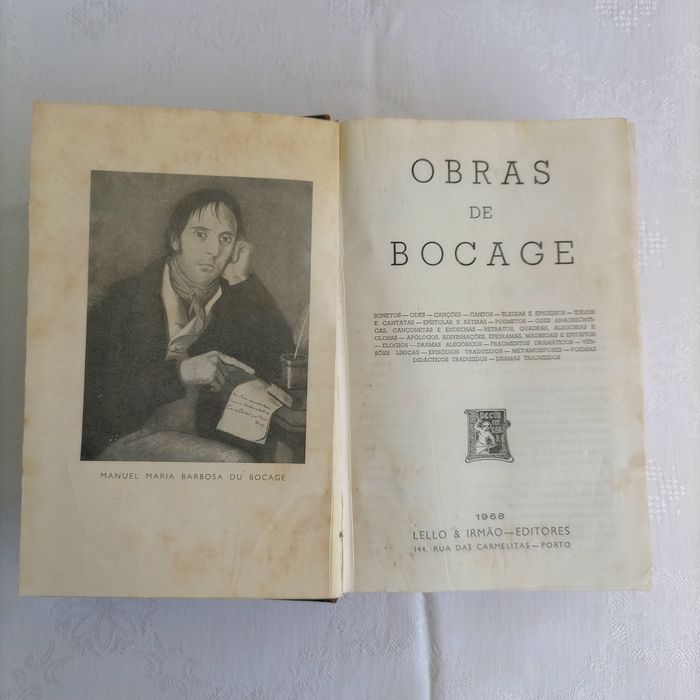 MANUEL MARIA BARBOSA DU BOCAGE
OBRAS
DE
BOCAGE
SONETOS — ODES — CANÇÕES — CANTOS — ELEGIAS E EPICÉDIOS — IDÍLIOS
E CANTATAS — EPÍSTOLAS E SÁTIRAS — POEMETOS — ODES ANACREÔNTI-
CAS, CANÇONETAS E ENDECHAS — RETRATOS, QUADRAS, ALEGORIAS E
GLOSAS — APÓLOGOS, ADIVINHAÇÕES, EPIGRAMAS, MADRIGAIS E EPITÁFIOS
— ELOGIOS — DRAMAS ALEGÓRICOS — FRAGMENTOS DRAMÁTICOS — VER-
SÕES LÍRICAS — EPISÓDIOS TRADUZIDOS — METAMORFOSES — POEMAS
DIDÁCTICOS TRADUZIDOS — DRAMAS TRADUZIDOS
1968
LELLO & IRMÃO—EDITORES
144, RUA DAS CARMELITAS — PORTO